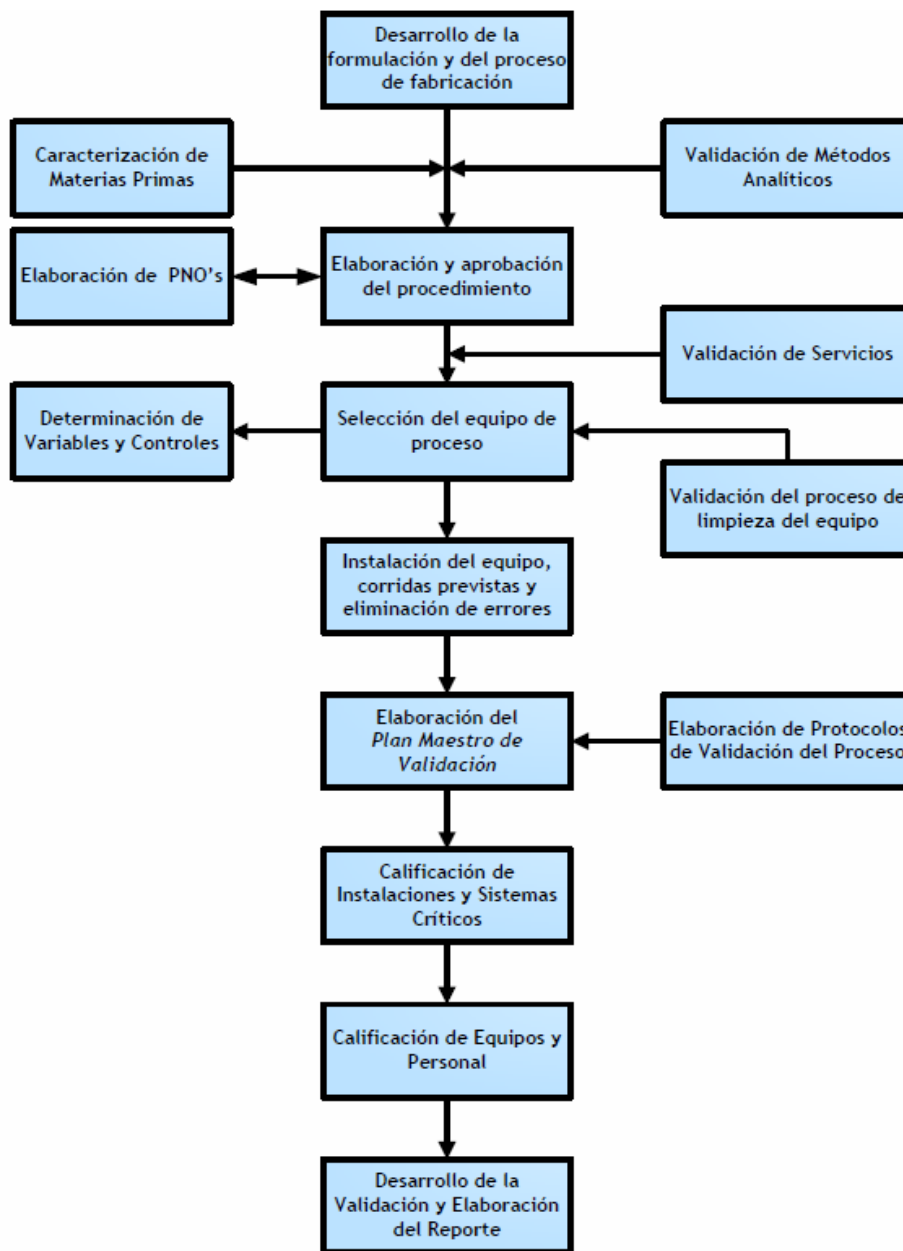 Desarrollo de la
formulación y del proceso
de fabricación
Caracterización de
Materias Primas
Validación de Métodos
Analíticos
Elaboración de PNO's
Elaboración y aprobación
del procedimiento
Validación de Servicios
Determinación de
Variables y Controles
Selección del equipo de
proceso
Validación del proceso de
limpieza del equipo
Instalación del equipo,
corridas previstas y
eliminación de errores
Elaboración del
Plan Maestro de
Validación
Elaboración de Protocolos
de Validación del Proceso
Calificación de
Instalaciones y Sistemas
Críticos
Calificación de Equipos y
Personal
Desarrollo de la
Validación y Elaboración
del Reporte